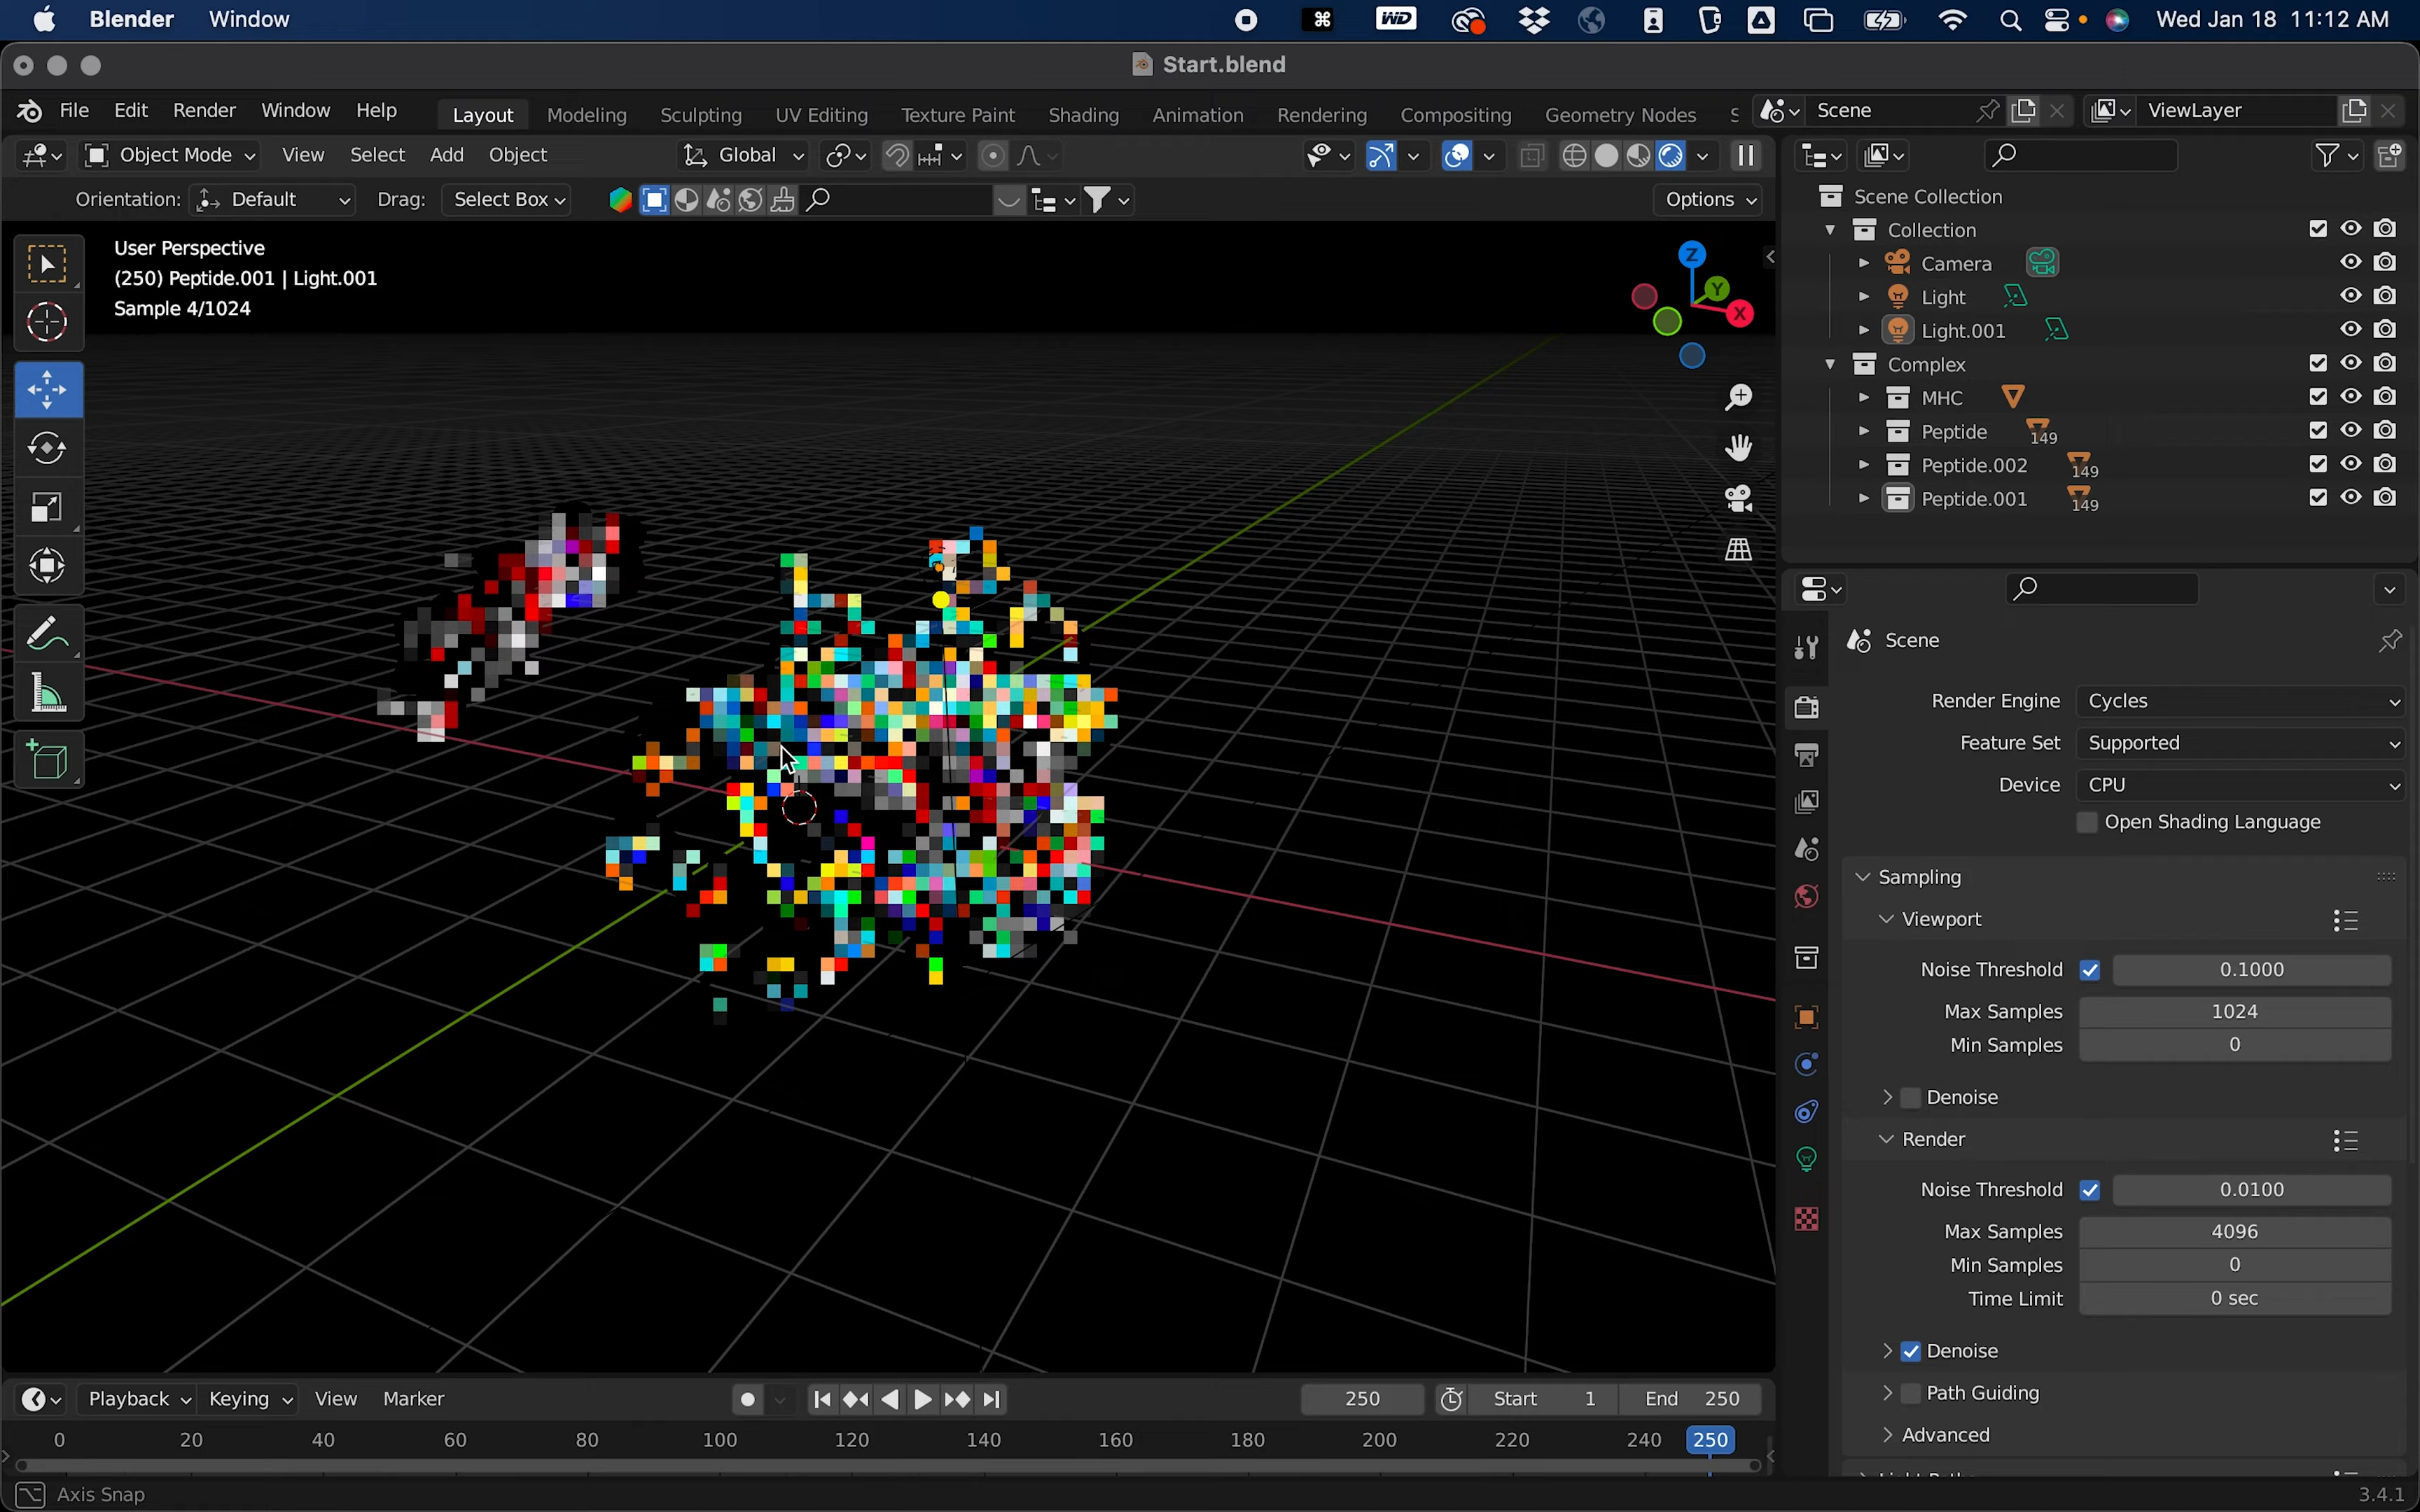 Blender Window Wed Jan 18 11:12 AM
Start.blend
File Edit Render Window Help Layout Modeling Sculpting UV Editing Texture Paint Shading Animation Rendering Compositing Geometry Nodes S Scene ViewLayer
Object Mode View Select Add Object Global
Orientation: Default Drag: Select Box Options
User Perspective
(250) Peptide.001 | Light.001
Sample 4/1024
Z
Y
X
Scene Collection
Collection
Camera
Light
Light.001
Complex
MHC
Peptide 149
Peptide.002 149
Peptide.001 149
Scene
Render Engine Cycles
Feature Set Supported
Device CPU
Open Shading Language
Sampling
Viewport
Noise Threshold 0.1000
Max Samples 1024
Min Samples 0
Denoise
Render
Noise Threshold 0.0100
Max Samples 4096
Min Samples 0
Time Limit 0 sec
Denoise
Path Guiding
Advanced
Playback Keying View Marker 250 Start 1 End 250
0 20 40 60 80 100 120 140 160 180 200 220 240 250
Axis Snap 3.4.1